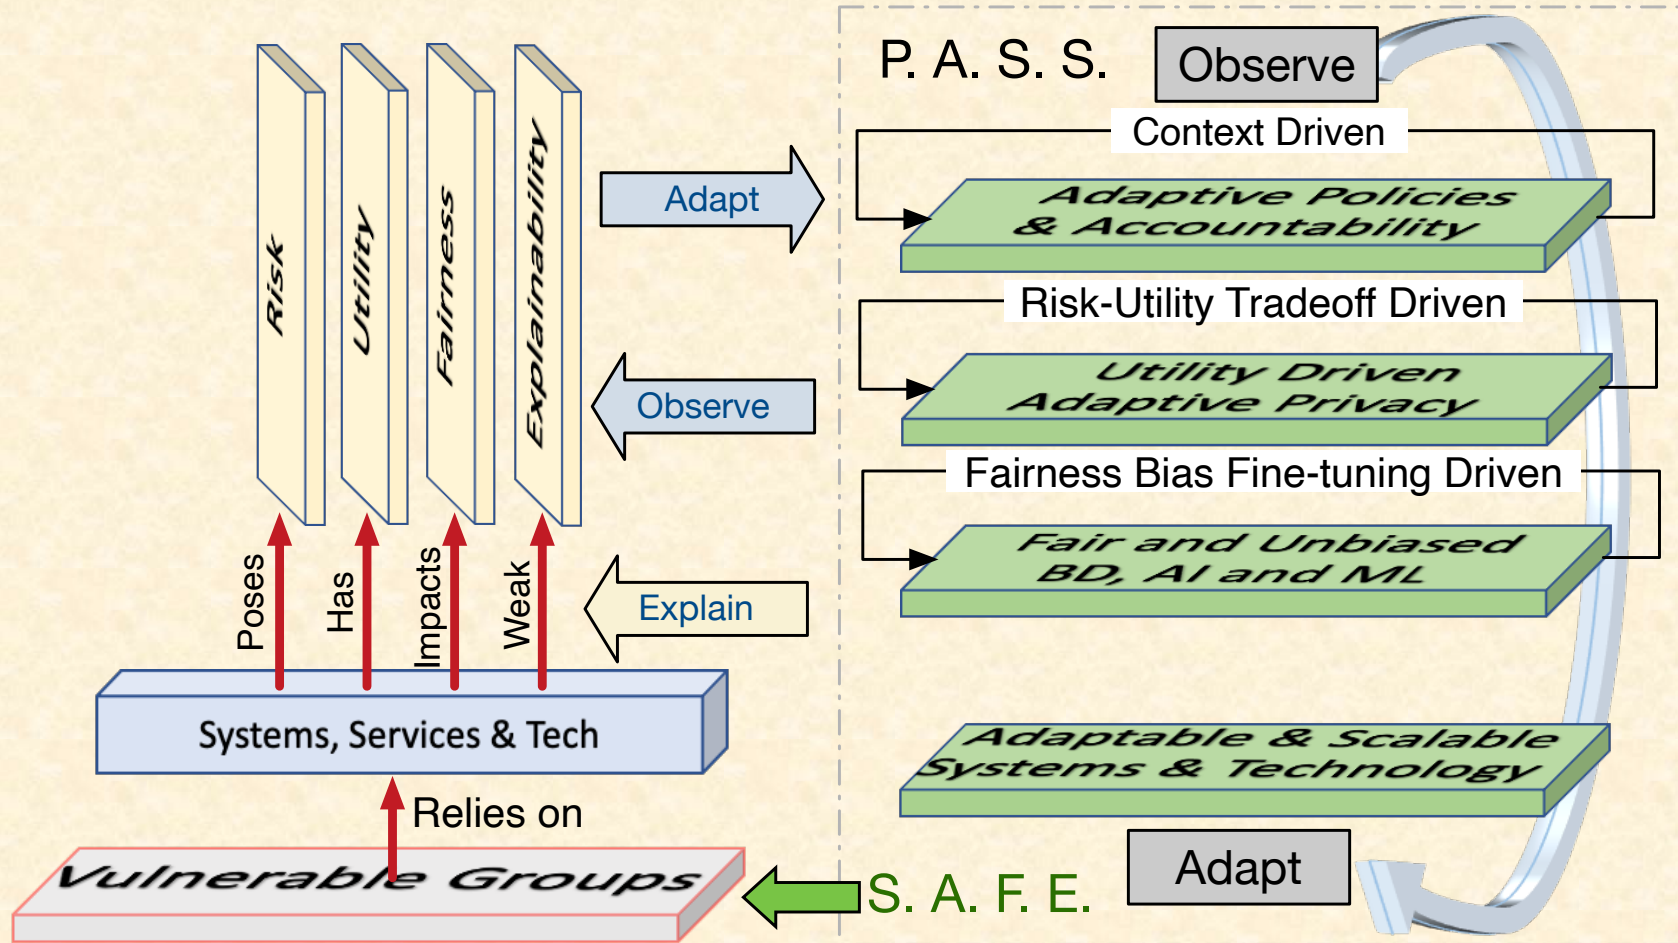 P. A. S. S.
Observe
Context Driven
Adaptive Policies
& Accountability
Risk-Utility Tradeoff Driven
Utility Driven
Adaptive Privacy
Fairness Bias Fine-tuning Driven
Fair and Unbiased
BD, AI and ML
Adaptable & Scalable
Systems & Technology
Adapt
S. A. F. E.
Risk
Utility
Fairness
Explainability
Adapt
Observe
Explain
Poses
Has
Impacts
Weak
Systems, Services & Tech
Relies on
Vulnerable Groups